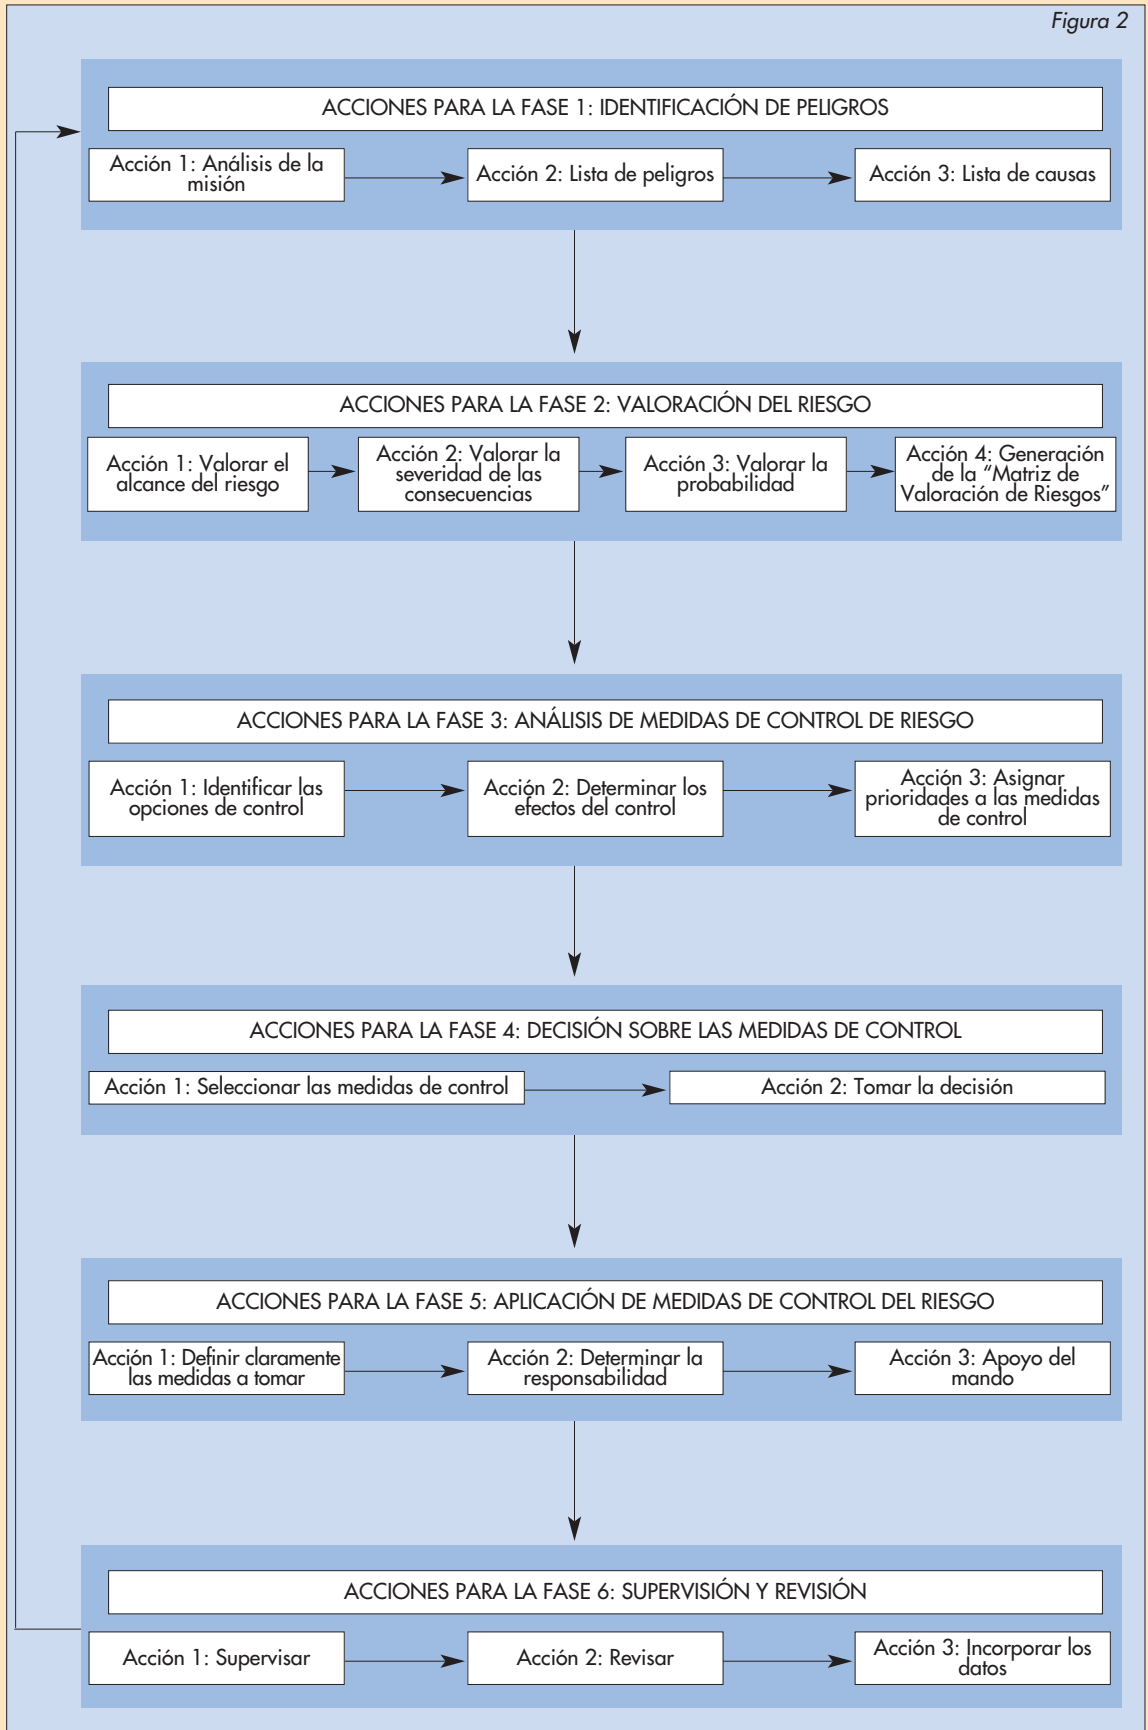 Figura 2
ACCIONES PARA LA FASE 1: IDENTIFICACIÓN DE PELIGROS
Acción 1: Análisis de la
misión
Acción 2: Lista de peligros
Acción 3: Lista de causas
ACCIONES PARA LA FASE 2: VALORACIÓN DEL RIESGO
Acción 1: Valorar el
alcance del riesgo
Acción 2: Valorar la
severidad de las
consecuencias
Acción 3: Valorar la
probabilidad
Acción 4: Generación
de la “Matriz de
Valoración de Riesgos”
ACCIONES PARA LA FASE 3: ANÁLISIS DE MEDIDAS DE CONTROL DE RIESGO
Acción 1: Identificar las
opciones de control
Acción 2: Determinar los
efectos del control
Acción 3: Asignar
prioridades a las medidas
de control
ACCIONES PARA LA FASE 4: DECISIÓN SOBRE LAS MEDIDAS DE CONTROL
Acción 1: Seleccionar las medidas de control
Acción 2: Tomar la decisión
ACCIONES PARA LA FASE 5: APLICACIÓN DE MEDIDAS DE CONTROL DEL RIESGO
Acción 1: Definir claramente
las medidas a tomar
Acción 2: Determinar la
responsabilidad
Acción 3: Apoyo del
mando
ACCIONES PARA LA FASE 6: SUPERVISIÓN Y REVISIÓN
Acción 1: Supervisar
Acción 2: Revisar
Acción 3: Incorporar los
datos